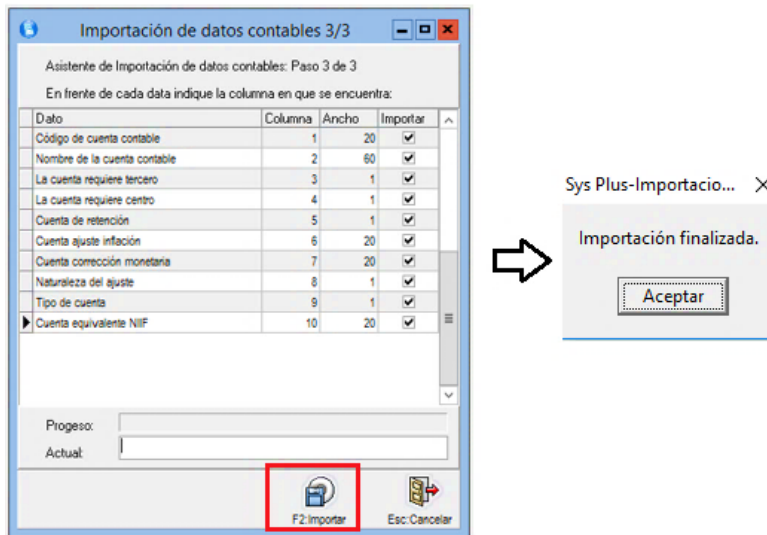 Importación de datos contables 3/3
Asistente de Importación de datos contables: Paso 3 de 3
En frente de cada data indique la columna en que se encuentra:
Dato Columna Ancho Importar
Código de cuenta contable 1 20
Nombre de la cuenta contable 2 60
La cuenta requiere tercero 3 1
La cuenta requiere centro 4 1
Cuenta de retención 5 1
Cuenta ajuste inflación 6 20
Cuenta corrección monetaria 7 20
Naturaleza del ajuste 8 1
Tipo de cuenta 9 1
Cuenta equivalente NIIF 10 20
Progeso:
Actual:
F2:Importar Esc:Cancelar
Sys Plus-Importacio...
Importación finalizada.
Aceptar